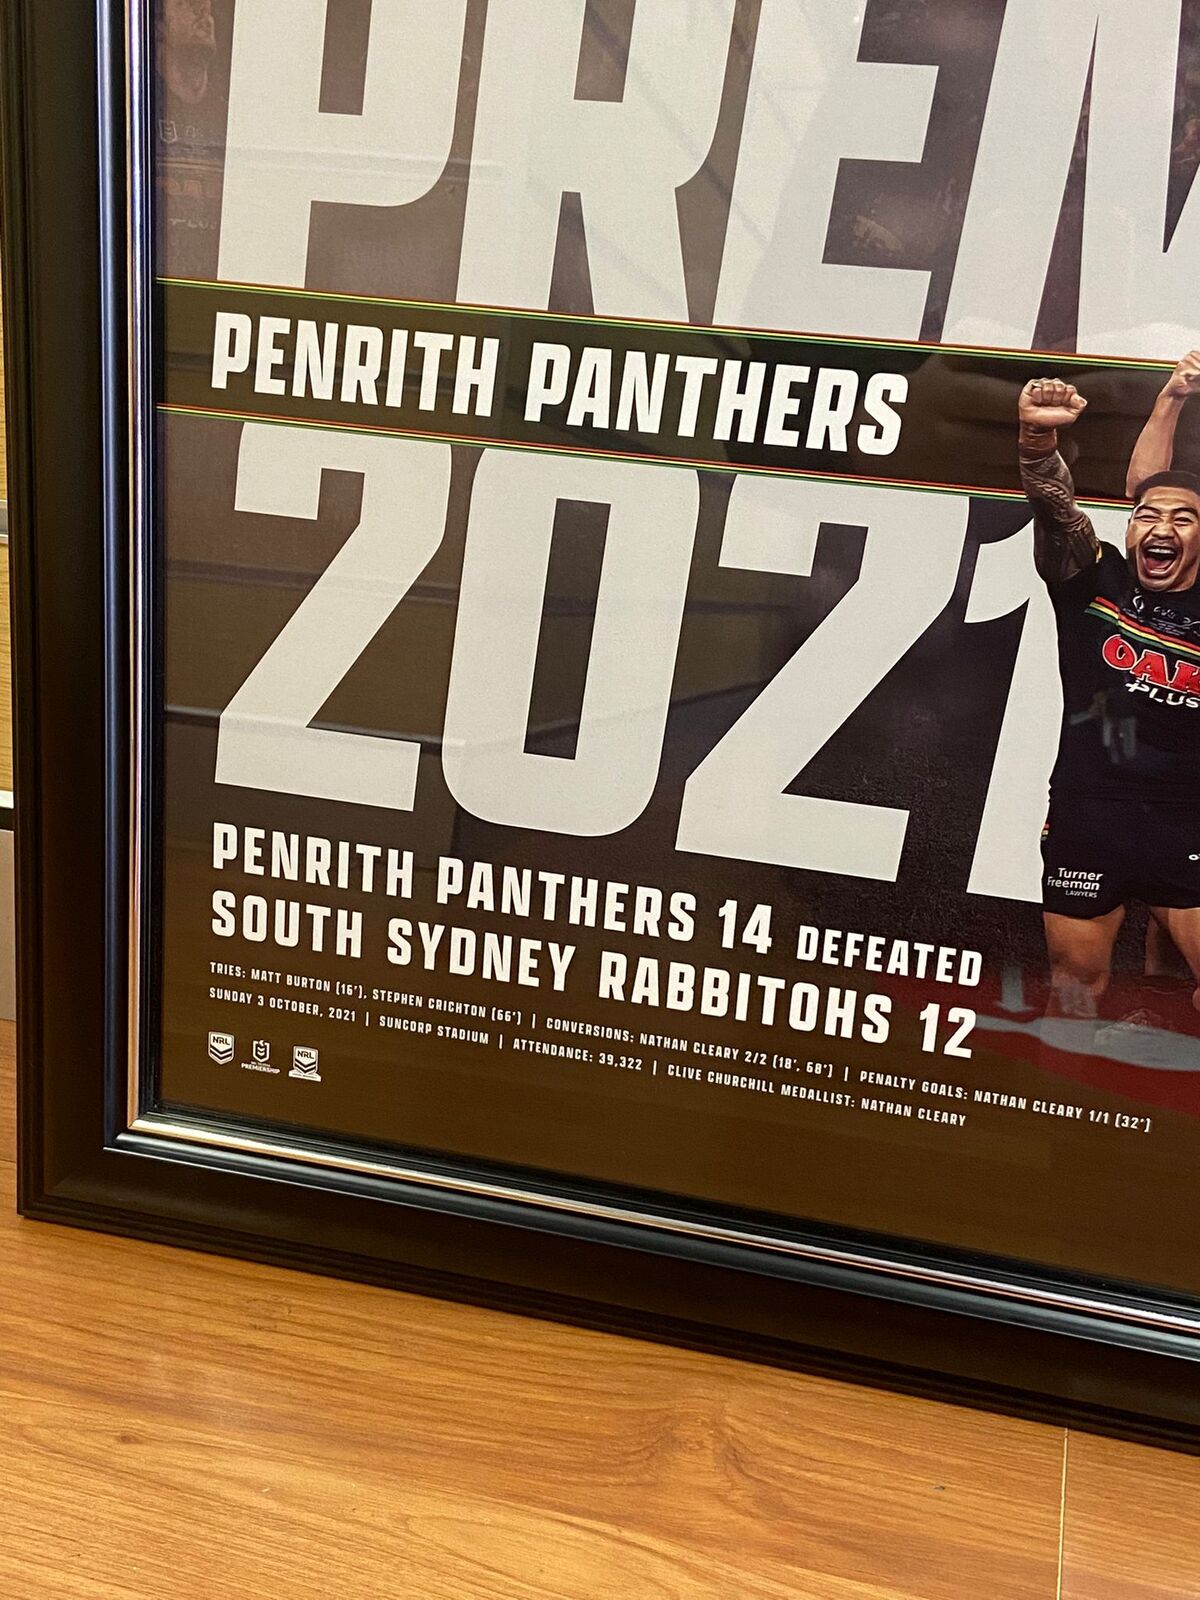 PREM
PENRITH PANTHERS
2021
OAK
PLUS
Turner
Freeman
LAWYERS
PENRITH PANTHERS 14 DEFEATED
SOUTH SYDNEY RABBITOHS 12
TRIES: MATT BURTON (16'), STEPHEN CRICHTON (66') | CONVERSIONS: NATHAN CLEARY 2/2 (18', 68') | PENALTY GOALS: NATHAN CLEARY 1/1 (32')
SUNDAY 3 OCTOBER, 2021 | SUNCORP STADIUM | ATTENDANCE: 39,322 | CLIVE CHURCHILL MEDALLIST: NATHAN CLEARY
NRL PREMIERSHIP NRL